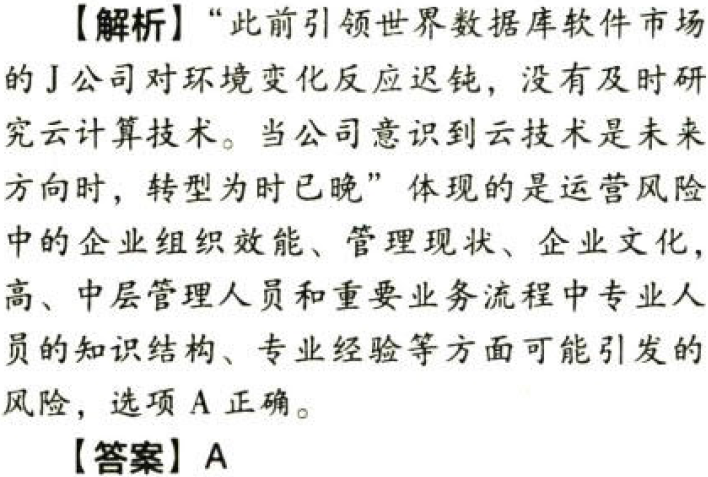 【解析】“此前引领世界数据库软件市场
的J公司对环境变化反应迟钝，没有及时研
究云计算技术。当公司意识到云技术是未来
方向时，转型为时已晚”体现的是运营风险
中的企业组织效能、管理现状、企业文化，
高、中层管理人员和重要业务流程中专业人
员的知识结构、专业经验等方面可能引发的
风险，选项 A 正确。
【答案】A